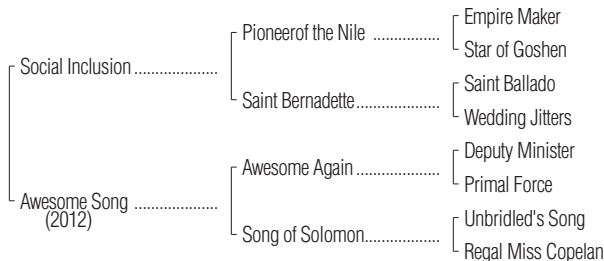 Empire Maker
Pioneerof the Nile ..................
Star of Goshen
Social Inclusion .....................
Saint Ballado
Saint Bernadette.....................
Wedding Jitters
Deputy Minister
Awesome Again .....................
Primal Force
Awesome Song .....................
(2012)
Unbridled's Song
Song of Solomon...................
Regal Miss Copelan